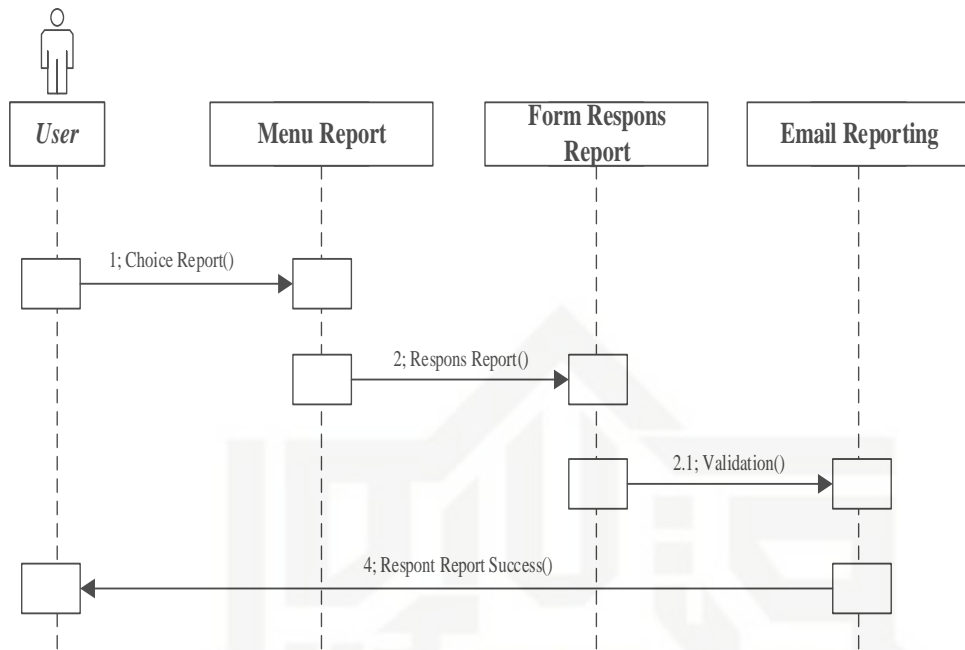 User
Menu Report
Form Respons
Report
Email Reporting
1; Choice Report()
2; Respons Report()
2.1; Validation()
4; Respont Report Success()